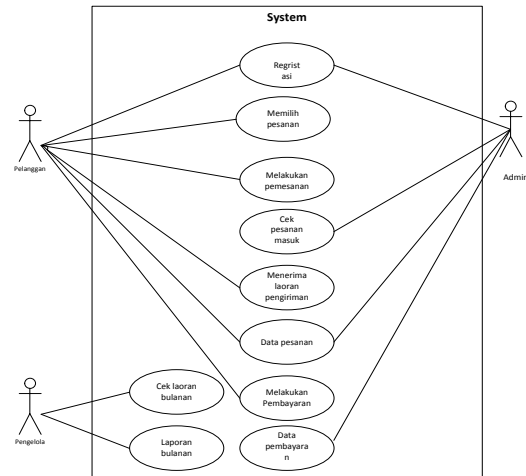 System
Regrist
asi
Memilih
pesanan
Pelanggan
Admin
Melakukan
pemesanan
Cek
pesanan
masuk
Menerima
laoran
pengiriman
Data pesanan
Cek laoran
bulanan
Melakukan
Pembayaran
Pengelola
Laporan
bulanan
Data
pembayara
n